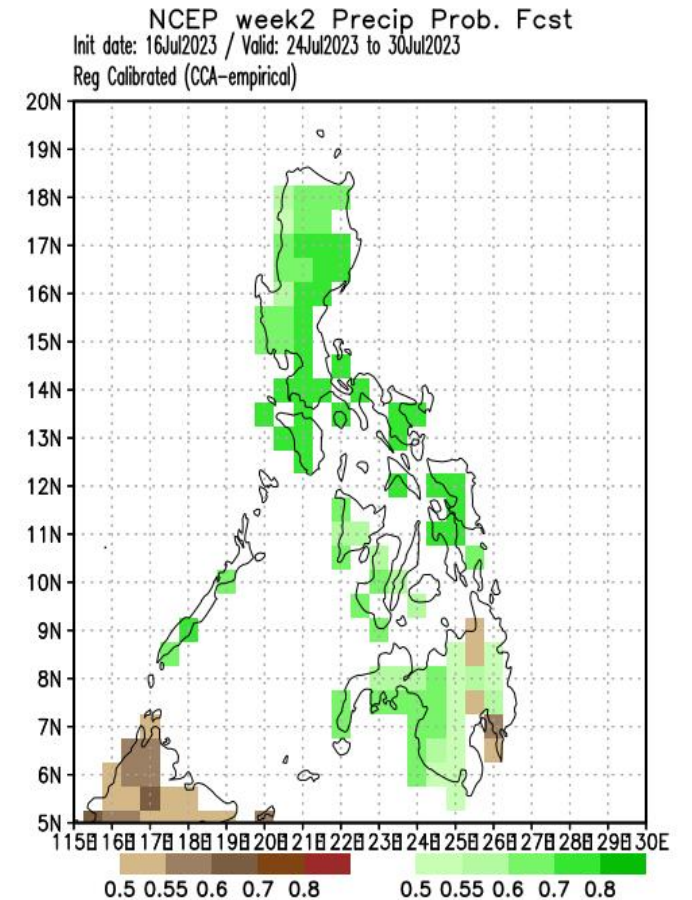 NCEP week2 Precip Prob. Fcst
Init date: 16Jul2023 / Valid: 24Jul2023 to 30Jul2023
Reg Calibrated (CCA-empirical)
20N
19N
18N
17N
16N
15N
14N
13N
12N
11N
10N
9N
8N
7N
6N
5N
115E 116E 117E 118E 119E 120E 121E 122E 123E 124E 125E 126E 127E 128E 129E 130E
0.5 0.55 0.6 0.7 0.8 0.5 0.55 0.6 0.7 0.8